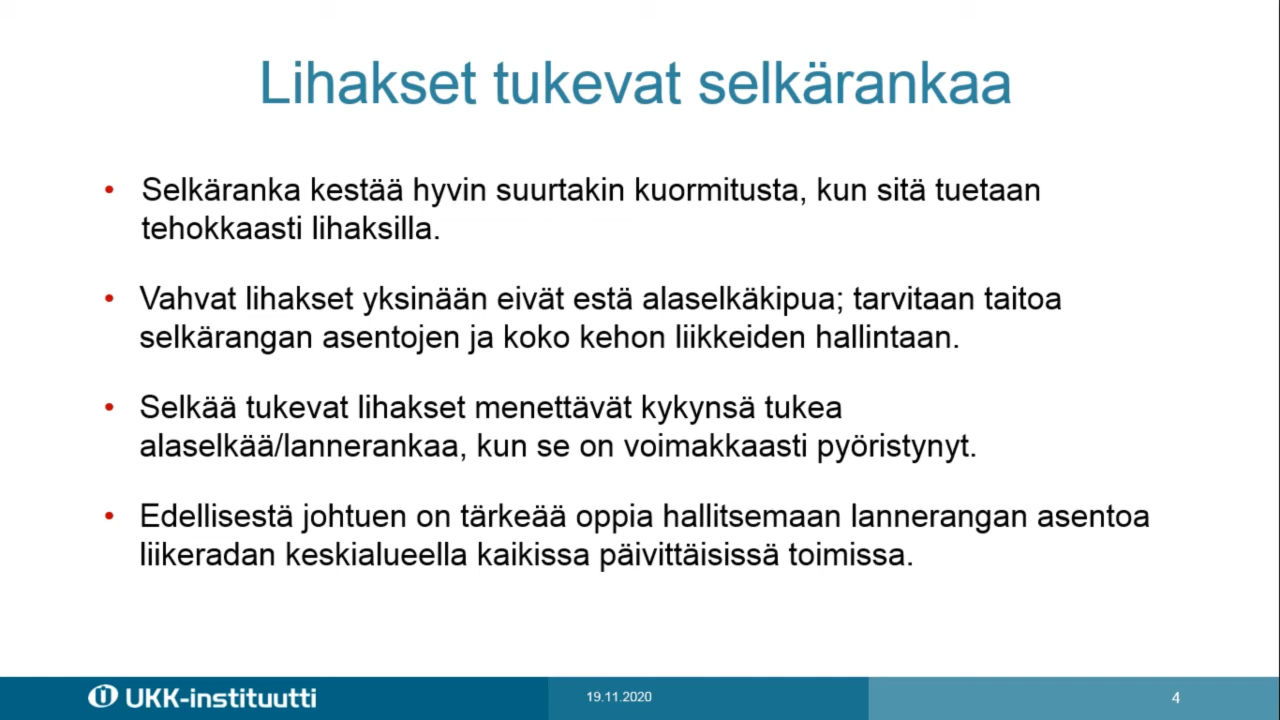 Lihakset tukevat selkärankaa
• Selkäranka kestää hyvin suurtakin kuormitusta, kun sitä tuetaan
tehokkaasti lihaksilla.
• Vahvat lihakset yksinään eivät estä alaselkäkipua; tarvitaan taitoa
selkärangan asentojen ja koko kehon liikkeiden hallintaan.
• Selkää tukevat lihakset menettävät kykynsä tukea
alaselkää/lannerankaa, kun se on voimakkaasti pyöristynyt.
• Edellisestä johtuen on tärkeää oppia hallitsemaan lannerangan asentoa
liikeradan keskialueella kaikissa päivittäisissä toimissa.
UKK-instituutti
19.11.2020
4